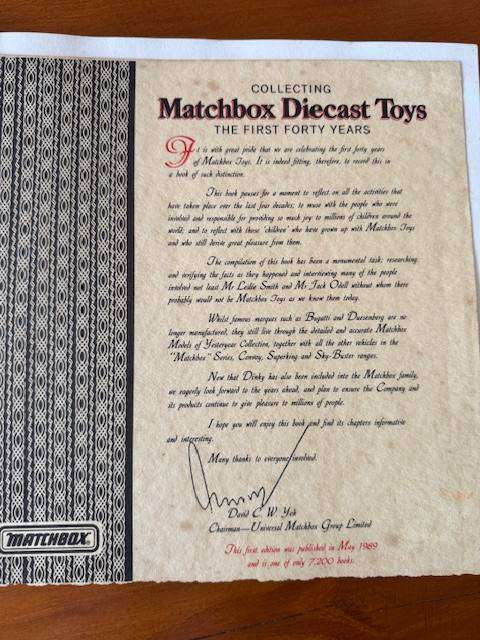 COLLECTING
Matchbox Diecast Toys
THE FIRST FORTY YEARS
It is with great pride that we are celebrating the first forty years
of Matchbox Toys. It is indeed fitting, therefore, to record this in
a book of such distinction.
This book pauses for a moment to reflect on all the activities that
have taken place over the last four decades; to muse with the people who were
involved and responsible for providing so much joy to millions of children around the
world; and to reflect with those 'children' who have grown up with Matchbox Toys
and who still derive great pleasure from them.
The compilation of this book has been a monumental task; researching
and verifying the facts as they happened and interviewing many of the people
involved not least Mr Leslie Smith and Mr Jack Odell without whom there
probably would not be Matchbox Toys as we know them today.
Whilst famous marques such as Bugatti and Duesenberg are no
longer manufactured, they still live through the detailed and accurate Matchbox
Models of Yesteryear Collection, together with all the other vehicles in the
"Matchbox" Series, Convoy, Superking and Sky-Buster ranges.
Now that Dinky has also been included into the Matchbox family,
we eagerly look forward to the years ahead, and plan to ensure the Company and
its products continue to give pleasure to millions of people.
I hope you will enjoy this book and find its chapters informative
and interesting.
Many thanks to everyone involved.
David C. W. Yeh
Chairman—Universal Matchbox Group Limited
This first edition was published in May 1989
and is one of only 7,200 books.
MATCHBOX